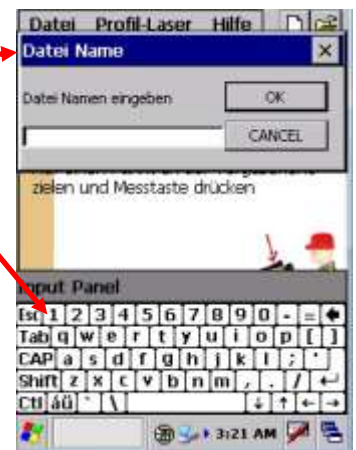 Datei Profil-Laser Hilfe
Datei Name
Datei Namen eingeben
OK
CANCEL
zielen und Messtaste drücken
Input Panel
Esc 1 2 3 4 5 6 7 8 9 0 - =
Tab q w e r t y u i o p [ ]
CAP a s d f g h j k l ; '
Shift z x c v b n m , . /
Ctl áü ` \
3:21 AM